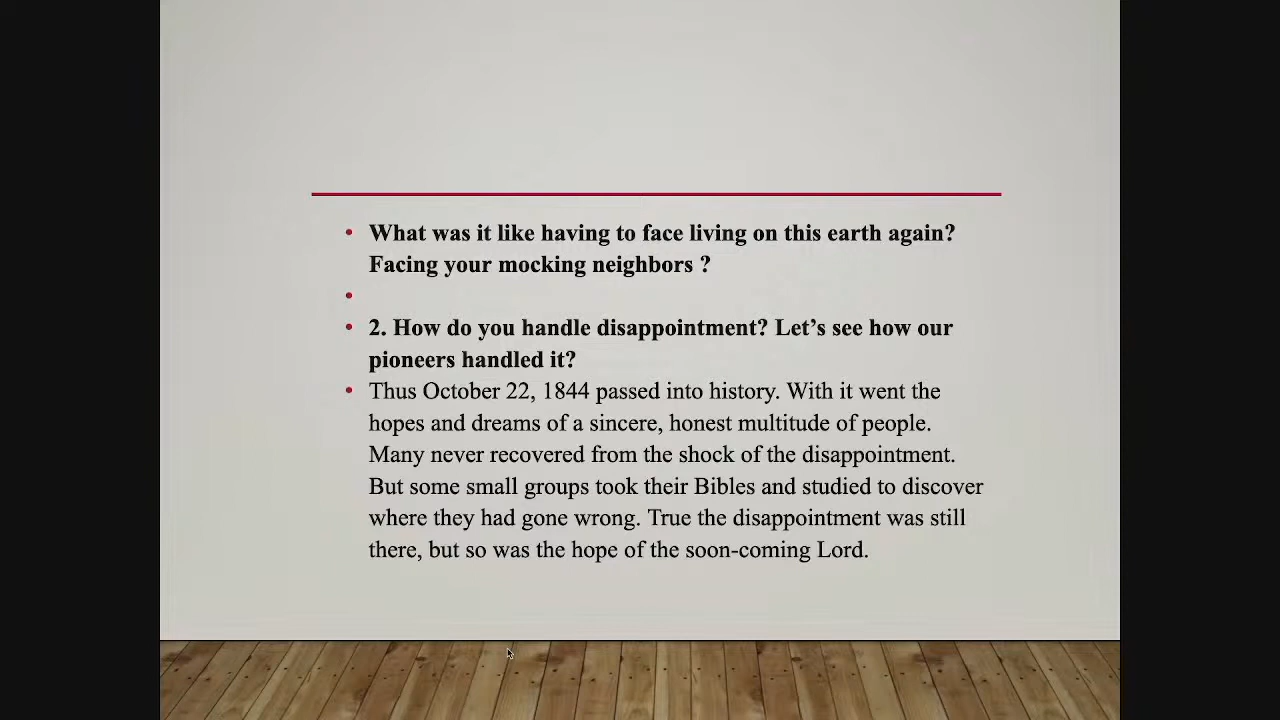 What was it like having to face living on this earth again?
Facing your mocking neighbors ?
2. How do you handle disappointment? Let’s see how our
pioneers handled it?
Thus October 22, 1844 passed into history. With it went the
hopes and dreams of a sincere, honest multitude of people.
Many never recovered from the shock of the disappointment.
But some small groups took their Bibles and studied to discover
where they had gone wrong. True the disappointment was still
there, but so was the hope of the soon-coming Lord.